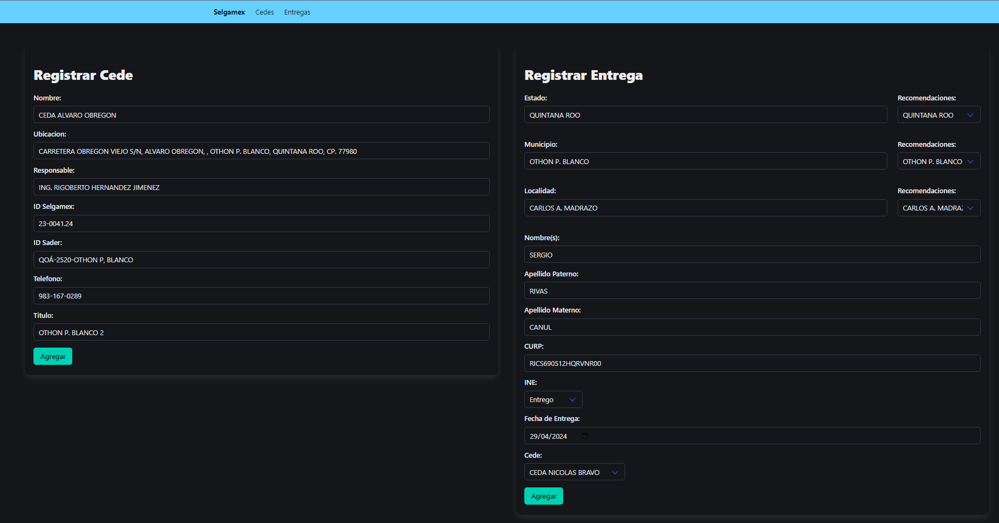 Selgamex Cedes Entregas
Registrar Cede
Nombre:
CEDA ALVARO OBREGON
Ubicacion:
CARRETERA OBREGON VIEJO S/N, ALVARO OBREGON, , OTHON P. BLANCO, QUINTANA ROO, CP. 77980
Responsable:
ING. RIGOBERTO HERNANDEZ JIMENEZ
ID Selgamex:
23-0041.24
ID Sader:
QOÁ-2520-OTHON P, BLANCO
Telefono:
983-167-0289
Titulo:
OTHON P. BLANCO 2
Agregar
Registrar Entrega
Estado: Recomendaciones:
QUINTANA ROO QUINTANA ROO
Municipio: Recomendaciones:
OTHON P. BLANCO OTHON P. BLANCO
Localidad: Recomendaciones:
CARLOS A. MADRAZO CARLOS A. MADRAZ
Nombre(s):
SERGIO
Apellido Paterno:
RIVAS
Apellido Materno:
CANUL
CURP:
RICS690512HQRVNR00
INE:
Entrego
Fecha de Entrega:
29/04/2024
Cede:
CEDA NICOLAS BRAVO
Agregar